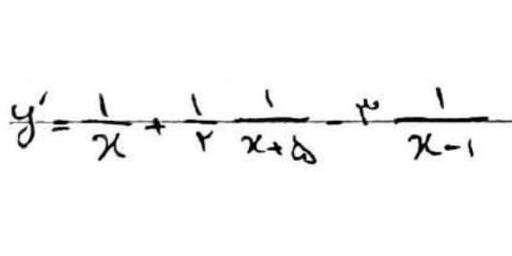 y' = ۱/x + ۱/۲ ۱/(x+۵) - ۳ ۱/(x-۱)